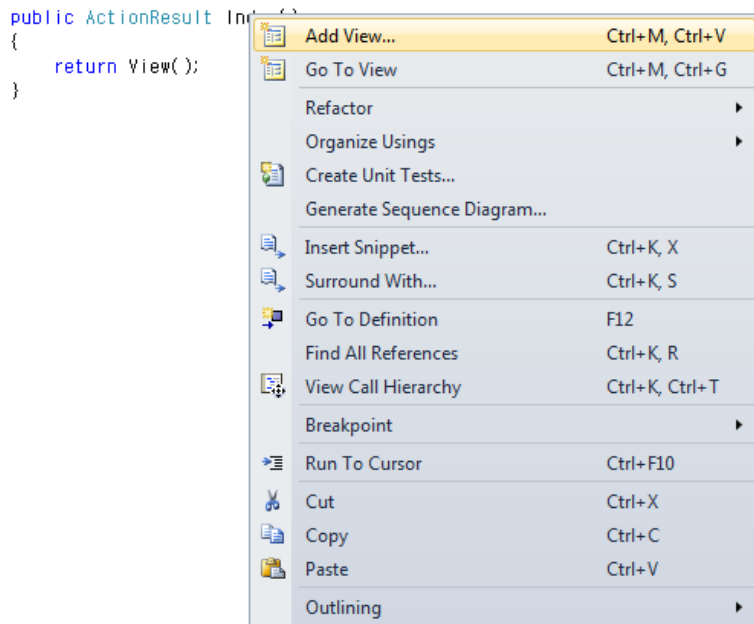 public ActionResult
{
return View();
}
Add View... Ctrl+M, Ctrl+V
Go To View Ctrl+M, Ctrl+G
Refactor
Organize Usings
Create Unit Tests...
Generate Sequence Diagram...
Insert Snippet... Ctrl+K, X
Surround With... Ctrl+K, S
Go To Definition F12
Find All References Ctrl+K, R
View Call Hierarchy Ctrl+K, Ctrl+T
Breakpoint
Run To Cursor Ctrl+F10
Cut Ctrl+X
Copy Ctrl+C
Paste Ctrl+V
Outlining